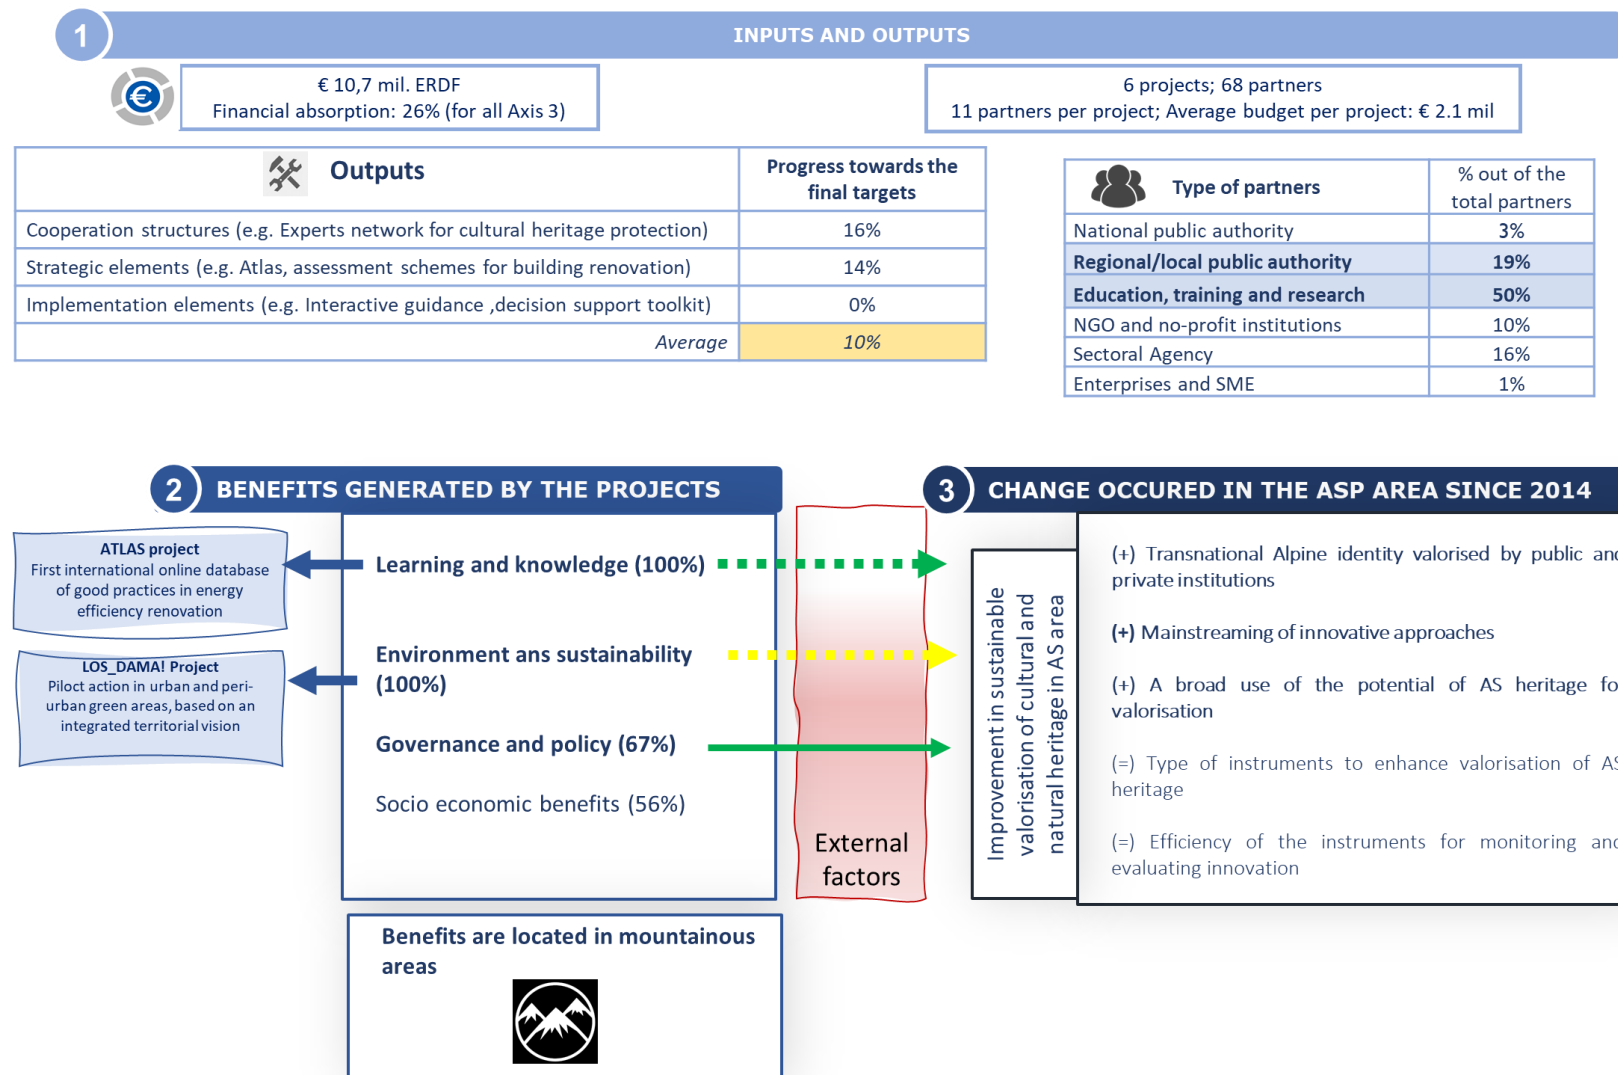 1
INPUTS AND OUTPUTS
€ 10,7 mil. ERDF
Financial absorption: 26% (for all Axis 3)
6 projects; 68 partners
11 partners per project; Average budget per project: € 2.1 mil
Outputs
Progress towards the
final targets
Cooperation structures (e.g. Experts network for cultural heritage protection)
16%
Strategic elements (e.g. Atlas, assessment schemes for building renovation)
14%
Implementation elements (e.g. Interactive guidance ,decision support toolkit)
0%
Average
10%
Type of partners
% out of the
total partners
National public authority
3%
Regional/local public authority
19%
Education, training and research
50%
NGO and no-profit institutions
10%
Sectoral Agency
16%
Enterprises and SME
1%
2
BENEFITS GENERATED BY THE PROJECTS
ATLAS project
First international online database
of good practices in energy
efficiency renovation
LOS_DAMA! Project
Piloct action in urban and peri-
urban green areas, based on an
integrated territorial vision
Learning and knowledge (100%)
Environment ans sustainability
(100%)
Governance and policy (67%)
Socio economic benefits (56%)
Benefits are located in mountainous
areas
External
factors
3
CHANGE OCCURED IN THE ASP AREA SINCE 2014
Improvement in sustainable
valorisation of cultural and
natural heritage in AS area
(+) Transnational Alpine identity valorised by public and
private institutions
(+) Mainstreaming of innovative approaches
(+) A broad use of the potential of AS heritage fo
valorisation
(=) Type of instruments to enhance valorisation of AS
heritage
(=) Efficiency of the instruments for monitoring and
evaluating innovation